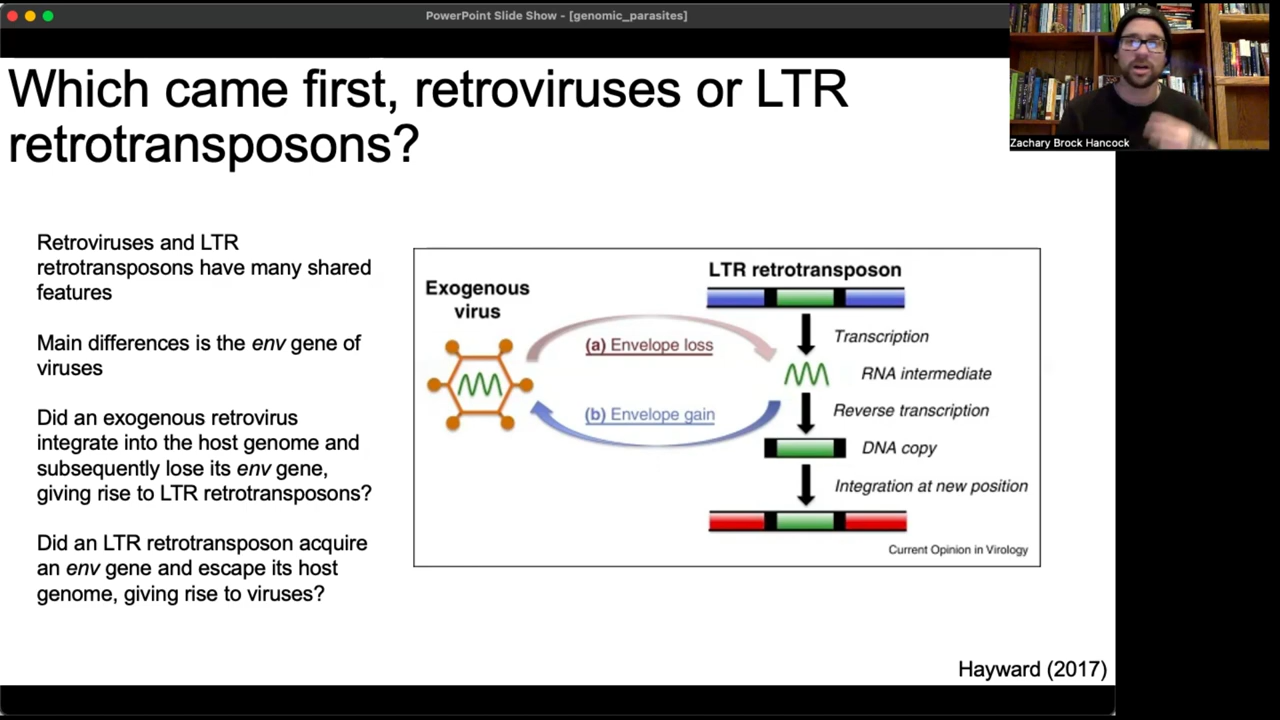 PowerPoint Slide Show - [genomic_parasites]
Zachary Brock Hancock
Which came first, retroviruses or LTR
retrotransposons?
Retroviruses and LTR
retrotransposons have many shared
features
Main differences is the env gene of
viruses
Did an exogenous retrovirus
integrate into the host genome and
subsequently lose its env gene,
giving rise to LTR retrotransposons?
Did an LTR retrotransposon acquire
an env gene and escape its host
genome, giving rise to viruses?
Exogenous
virus
(a) Envelope loss
(b) Envelope gain
LTR retrotransposon
Transcription
RNA intermediate
Reverse transcription
DNA copy
Integration at new position
Current Opinion in Virology
Hayward (2017)